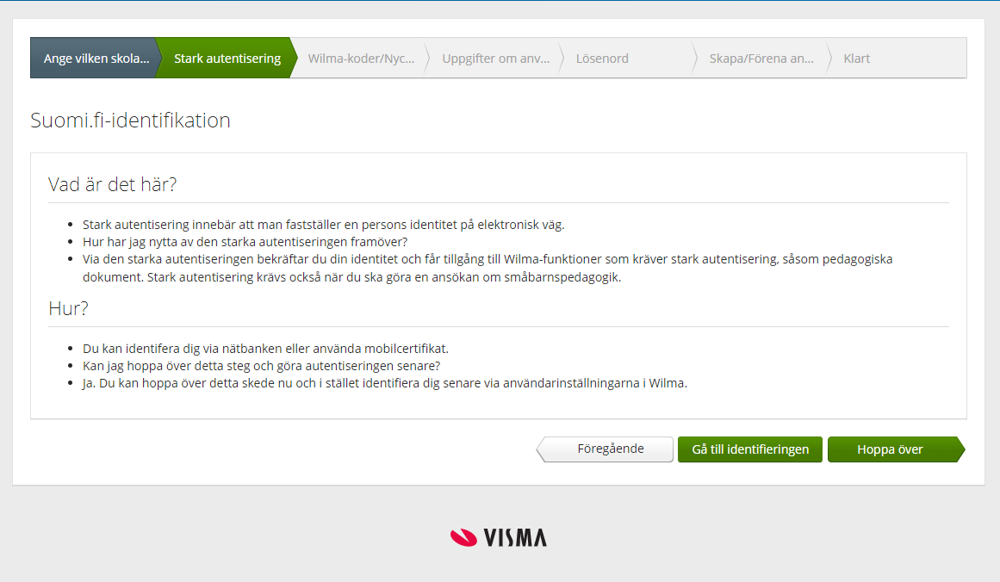 Ange vilken skola...
Stark autentisering
Wilma-koder/Nyc...
Uppgifter om anv...
Lösenord
Skapa/Förena an...
Klart
Suomi.fi-identifikation
Vad är det här?
Stark autentisering innebär att man fastställer en persons identitet på elektronisk väg.
Hur har jag nytta av den starka autentiseringen framöver?
Via den starka autentiseringen bekräftar du din identitet och får tillgång till Wilma-funktioner som kräver stark autentisering, såsom pedagogiska
dokument. Stark autentisering krävs också när du ska göra en ansökan om småbarnspedagogik.
Hur?
Du kan identifera dig via nätbanken eller använda mobilcertifikat.
Kan jag hoppa över detta steg och göra autentiseringen senare?
Ja. Du kan hoppa över detta skede nu och i stället identifiera dig senare via användarinställningarna i Wilma.
Föregående
Gå till identifieringen
Hoppa över
VISMA